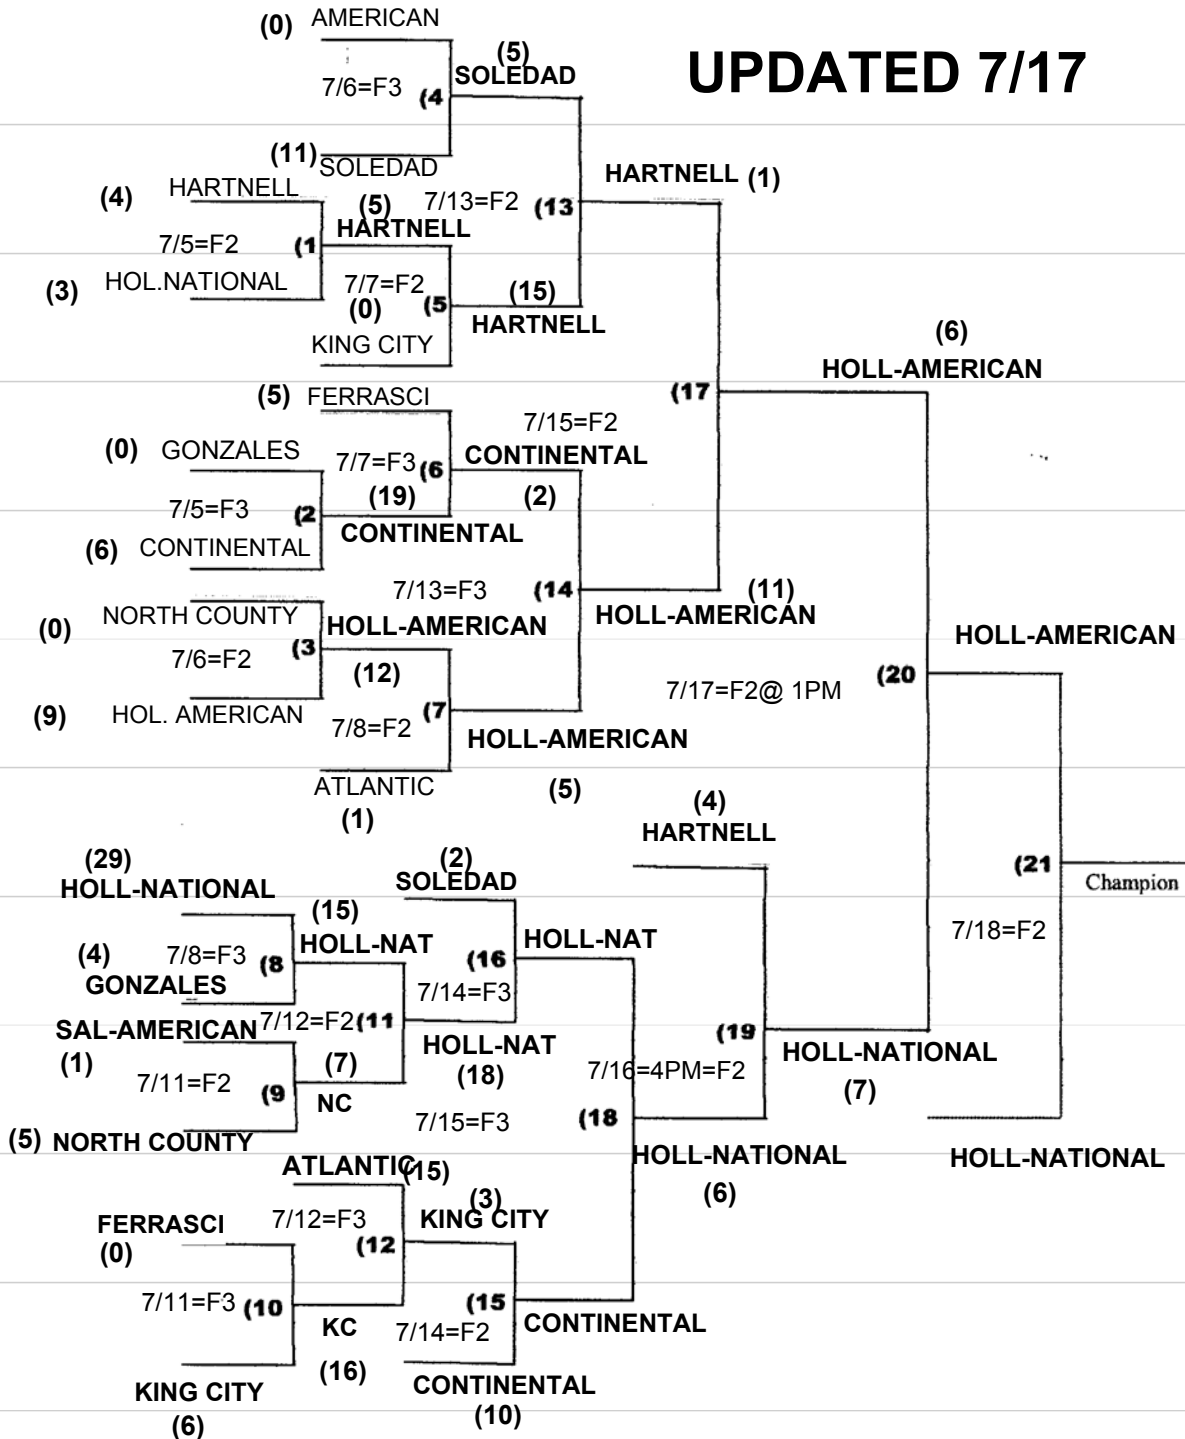 (0) AMERICAN
UPDATED 7/17
(5)
SOLEDAD
7/6=F3 (4
(11) SOLEDAD
(4) HARTNELL
HARTNELL (1)
(5) 7/13=F2 (13
HARTNELL
7/5=F2 (1
(3) HOL.NATIONAL
7/7=F2 (5
(0)
KING CITY
(15)
HARTNELL
(6)
HOLL-AMERICAN
(17
(5) FERRASCI
7/15=F2
(0) GONZALES
7/7=F3 (6
CONTINENTAL
(19) (2)
7/5=F3 (2
CONTINENTAL
(6) CONTINENTAL
7/13=F3 (14
(11)
HOLL-AMERICAN
NORTH COUNTY
(0)
HOLL-AMERICAN
HOLL-AMERICAN
7/6=F2 (3
(12)
(20
7/17=F2@ 1PM
(9) HOL. AMERICAN
7/8=F2 (7
HOLL-AMERICAN
ATLANTIC
(1)
(5)
(4)
HARTNELL
(29)
HOLL-NATIONAL
(2)
SOLEDAD
(21
Champion
(15)
HOLL-NAT
HOLL-NAT
7/18=F2
(4) 7/8=F3 (8
GONZALES
(16
7/14=F3
SAL-AMERICAN
(1)
7/12=F2 (11
HOLL-NAT
(18)
(19
HOLL-NATIONAL
(7)
7/16=4PM=F2
7/11=F2 (9
(7)
NC
7/15=F3
(18
(5) NORTH COUNTY
HOLL-NATIONAL
(6)
HOLL-NATIONAL
ATLANTIC (15)
(3)
KING CITY
FERRASCI
(0)
7/12=F3
(12
7/11=F3 (10
KC
(16)
(15
7/14=F2
CONTINENTAL
KING CITY
(6)
CONTINENTAL
(10)